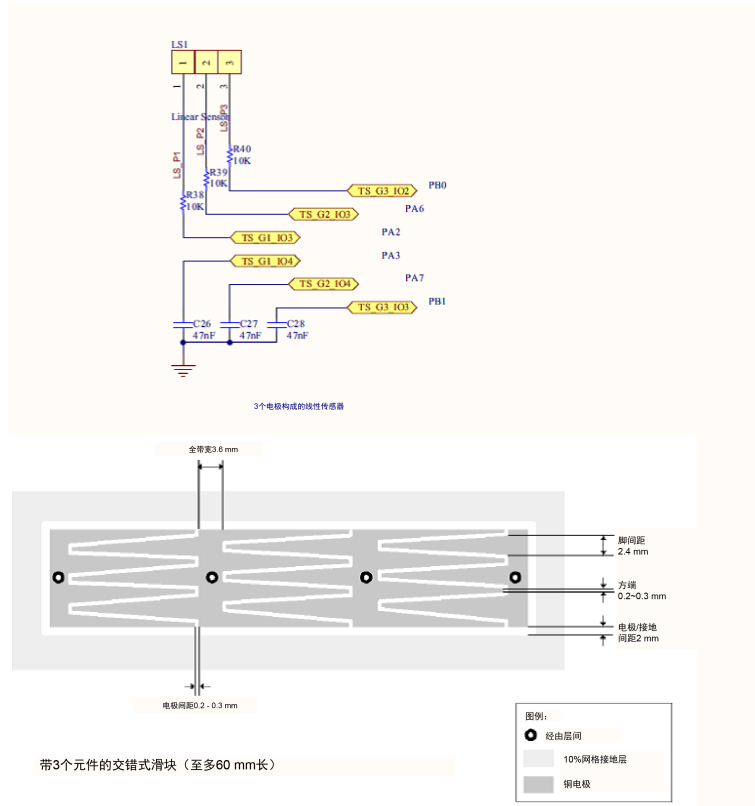 LS1
1 2 3
1 2 3
Linear Sensor
LS_P1
LS_P2
LS_P3
R40
10K
R39
10K
R38
10K
TS_G3_IO2 PB0
TS_G2_IO3 PA6
TS_G1_IO3 PA2
TS_G1_IO4 PA3
TS_G2_IO4 PA7
TS_G3_IO3 PB1
C26 C27 C28
47nF 47nF 47nF
3个电极构成的线性传感器
全带宽3.6 mm
脚间距
2.4 mm
方端
0.2~0.3 mm
电极/接地
间距2 mm
电极间距0.2 - 0.3 mm
带3个元件的交错式滑块（至多60 mm长）
图例：
经由层间
10%网格接地层
铜电极